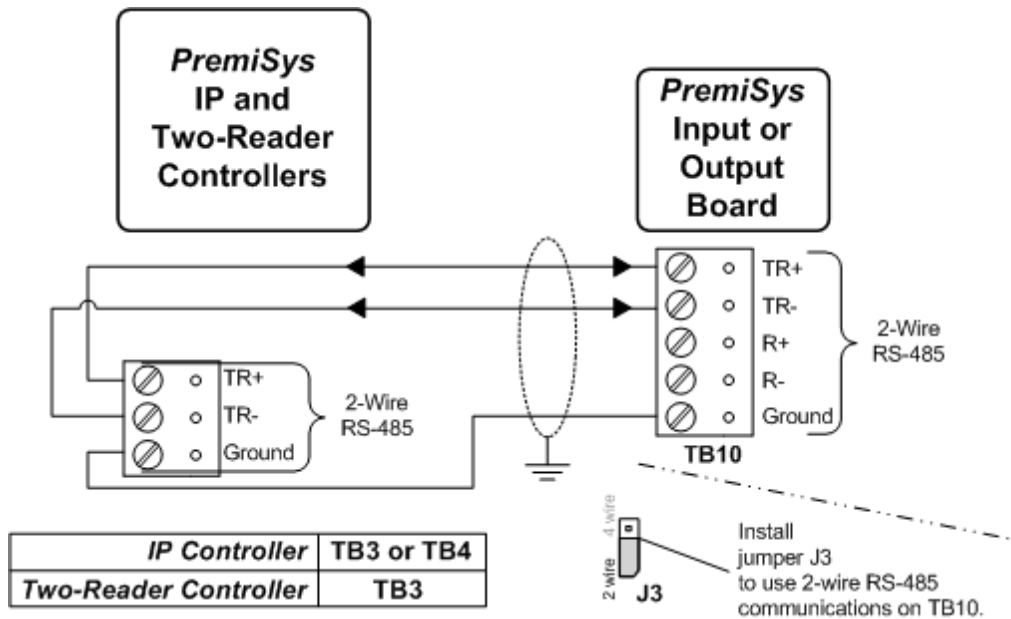 PremiSys
IP and
Two-Reader
Controllers
PremiSys
Input or
Output
Board
TR+
TR-
R+
R-
Ground
2-Wire
RS-485
TB10
TR+
TR-
Ground
2-Wire
RS-485
IP Controller TB3 or TB4
Two-Reader Controller TB3
4 wire
2 wire
J3
Install
jumper J3
to use 2-wire RS-485
communications on TB10.